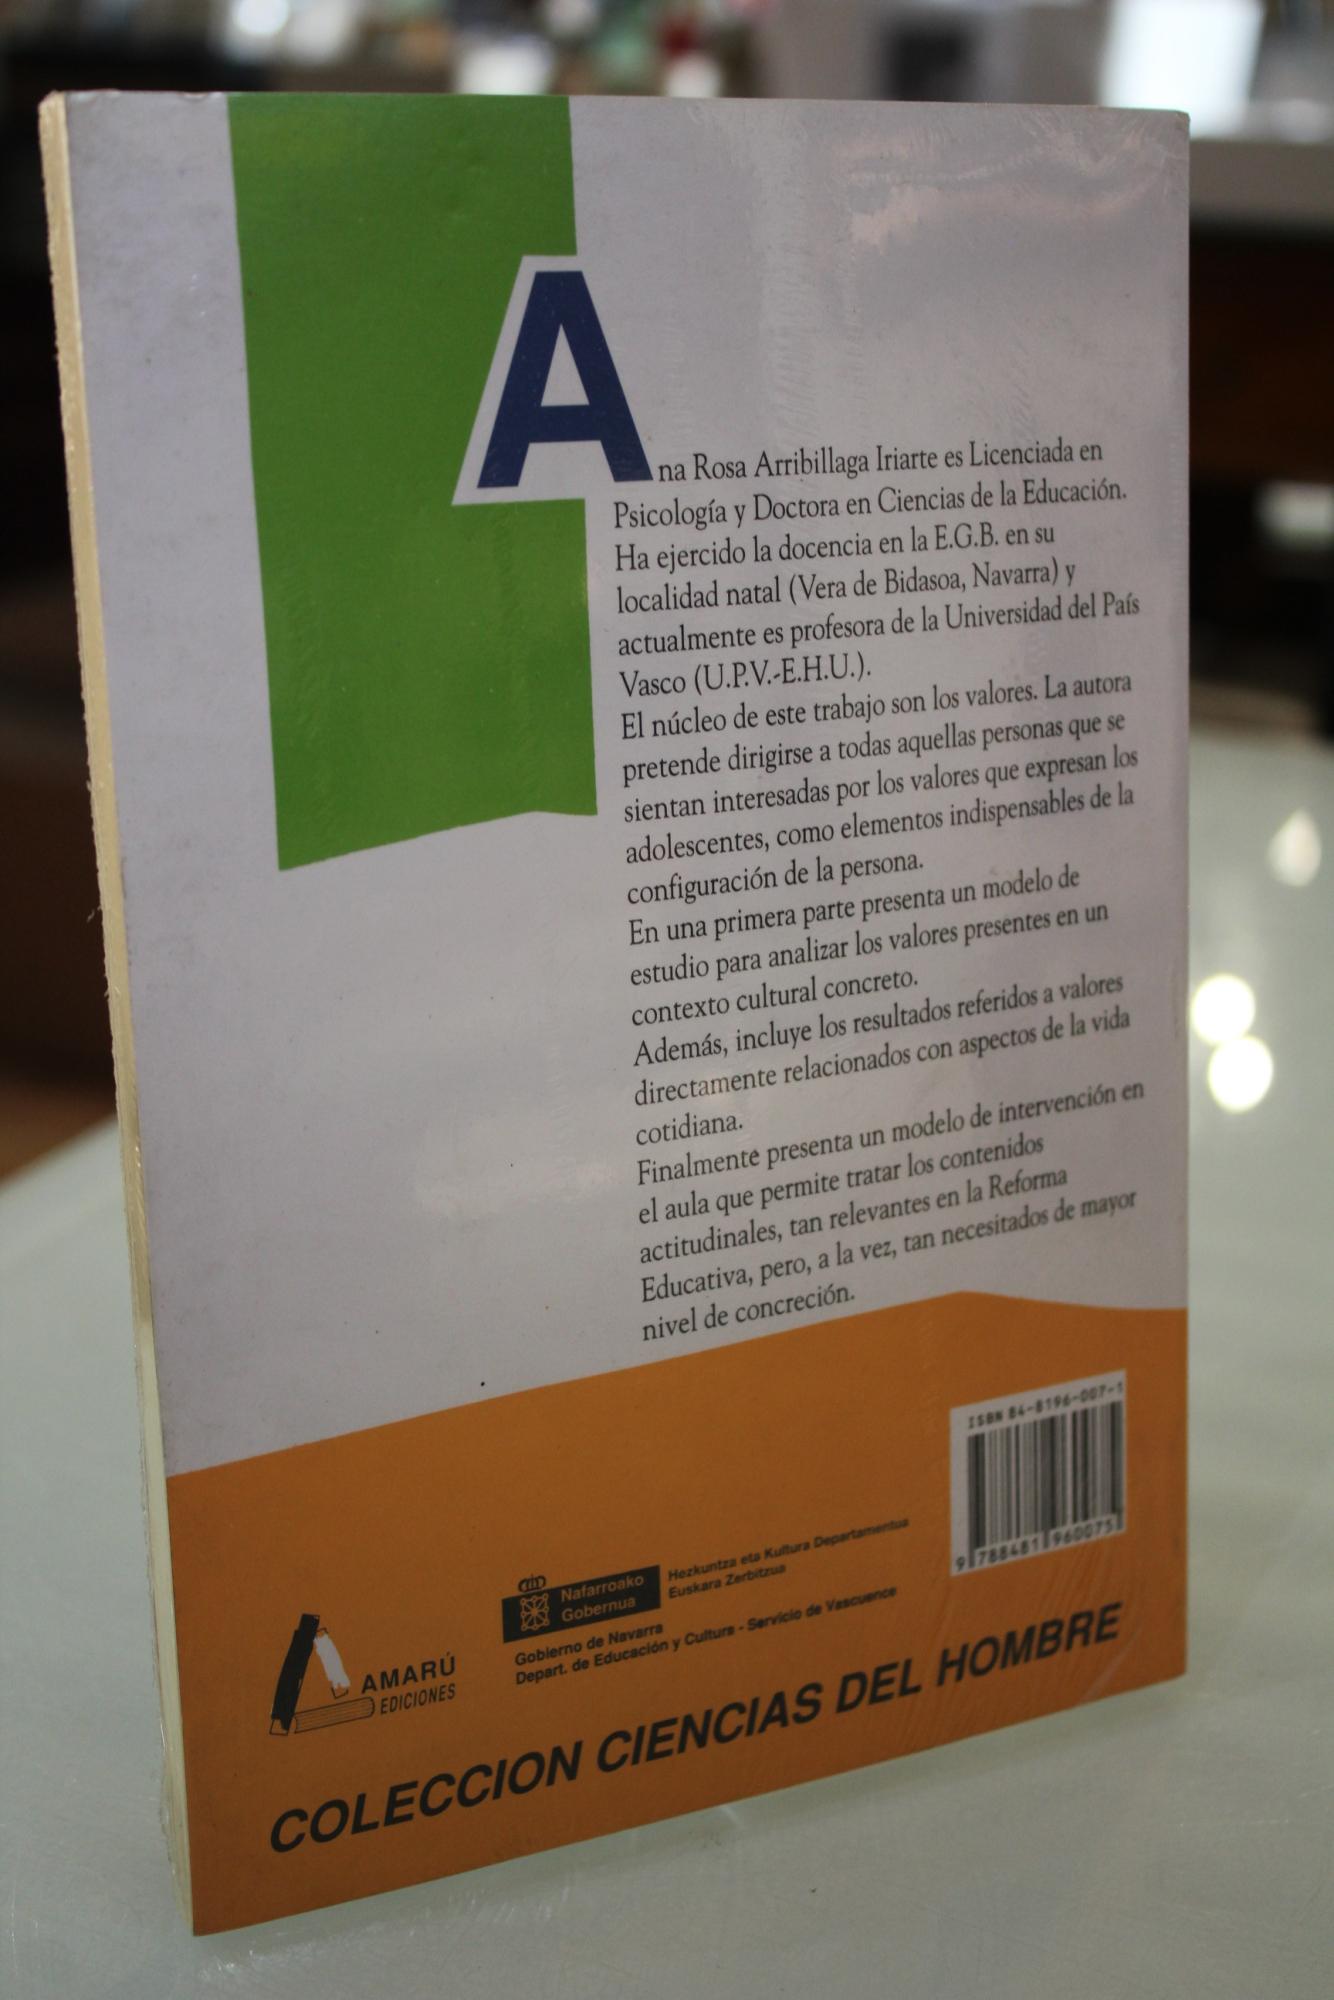 Ana Rosa Arribillaga Iriarte es Licenciada en
Psicología y Doctora en Ciencias de la Educación.
Ha ejercido la docencia en la E.G.B. en su
localidad natal (Vera de Bidasoa, Navarra) y
actualmente es profesora de la Universidad del País
Vasco (U.P.V.-E.H.U.).
El núcleo de este trabajo son los valores. La autora
pretende dirigirse a todas aquellas personas que se
sientan interesadas por los valores que expresan los
adolescentes, como elementos indispensables de la
configuración de la persona.
En una primera parte presenta un modelo de
estudio para analizar los valores presentes en un
contexto cultural concreto.
Además, incluye los resultados referidos a valores
directamente relacionados con aspectos de la vida
cotidiana.
Finalmente presenta un modelo de intervención en
el aula que permite tratar los contenidos
actitudinales, tan relevantes en la Reforma
Educativa, pero, a la vez, tan necesitados de mayor
nivel de concreción.
ISBN 84-8196-007-1
9 788481 960075
Nafarroako
Gobernua
Hezkuntza eta Kultura Departamentua
Euskara Zerbitzua
Gobierno de Navarra
Depart. de Educación y Cultura - Servicio de Vascuence
AMARÚ
EDICIONES
COLECCION CIENCIAS DEL HOMBRE